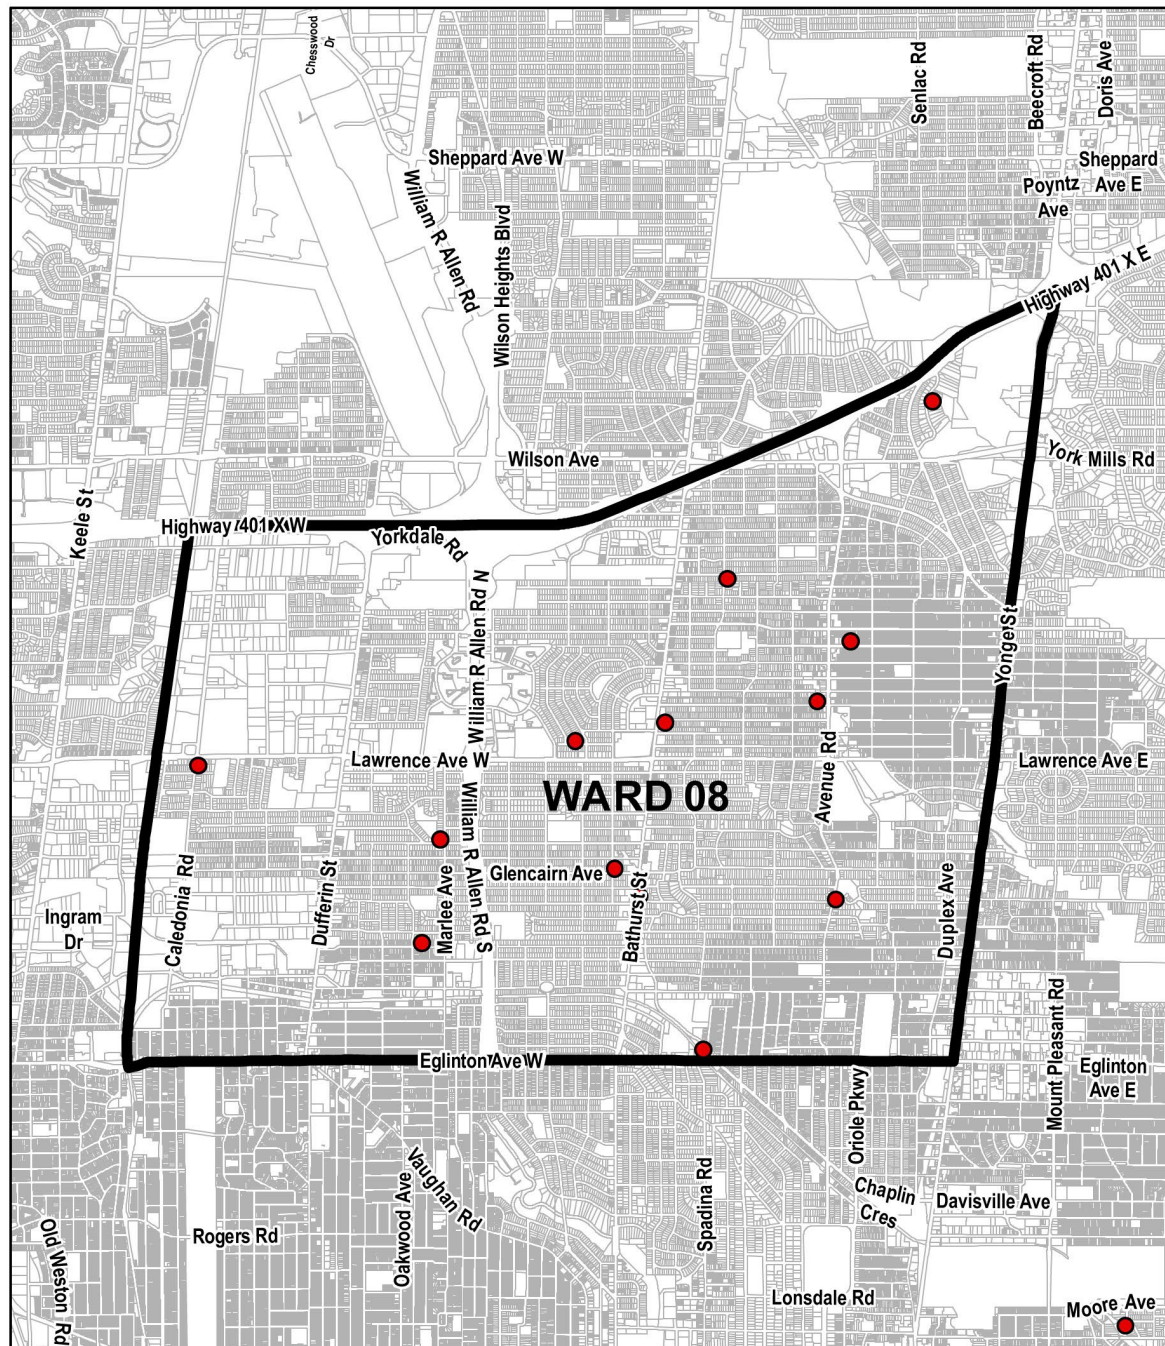 Chesswood
Dr
Senlac Rd
Beecroft Rd
Doris Ave
Sheppard Ave W
Sheppard
Ave E
William R Allen Rd
Poyntz
Ave
Wilson Heights Blvd
Highway 401 X E
Wilson Ave
York Mills Rd
Keele St
Highway 401 X W
Yorkdale Rd
William R Allen Rd N
Yonge St
Lawrence Ave W
Lawrence Ave E
Avenue Rd
WARD 08
William R Allen Rd S
Glencairn Ave
Marlee Ave
Dufferin St
Caledonia Rd
Bathurst St
Duplex Ave
Ingram
Dr
Mount Pleasant Rd
Eglinton Ave W
Eglinton
Ave E
Oriole Pkwy
Vaughan Rd
Oakwood Ave
Spadina Rd
Chaplin
Cres
Davisville Ave
Rogers Rd
Old Weston Rd
Lonsdale Rd
Moore Ave